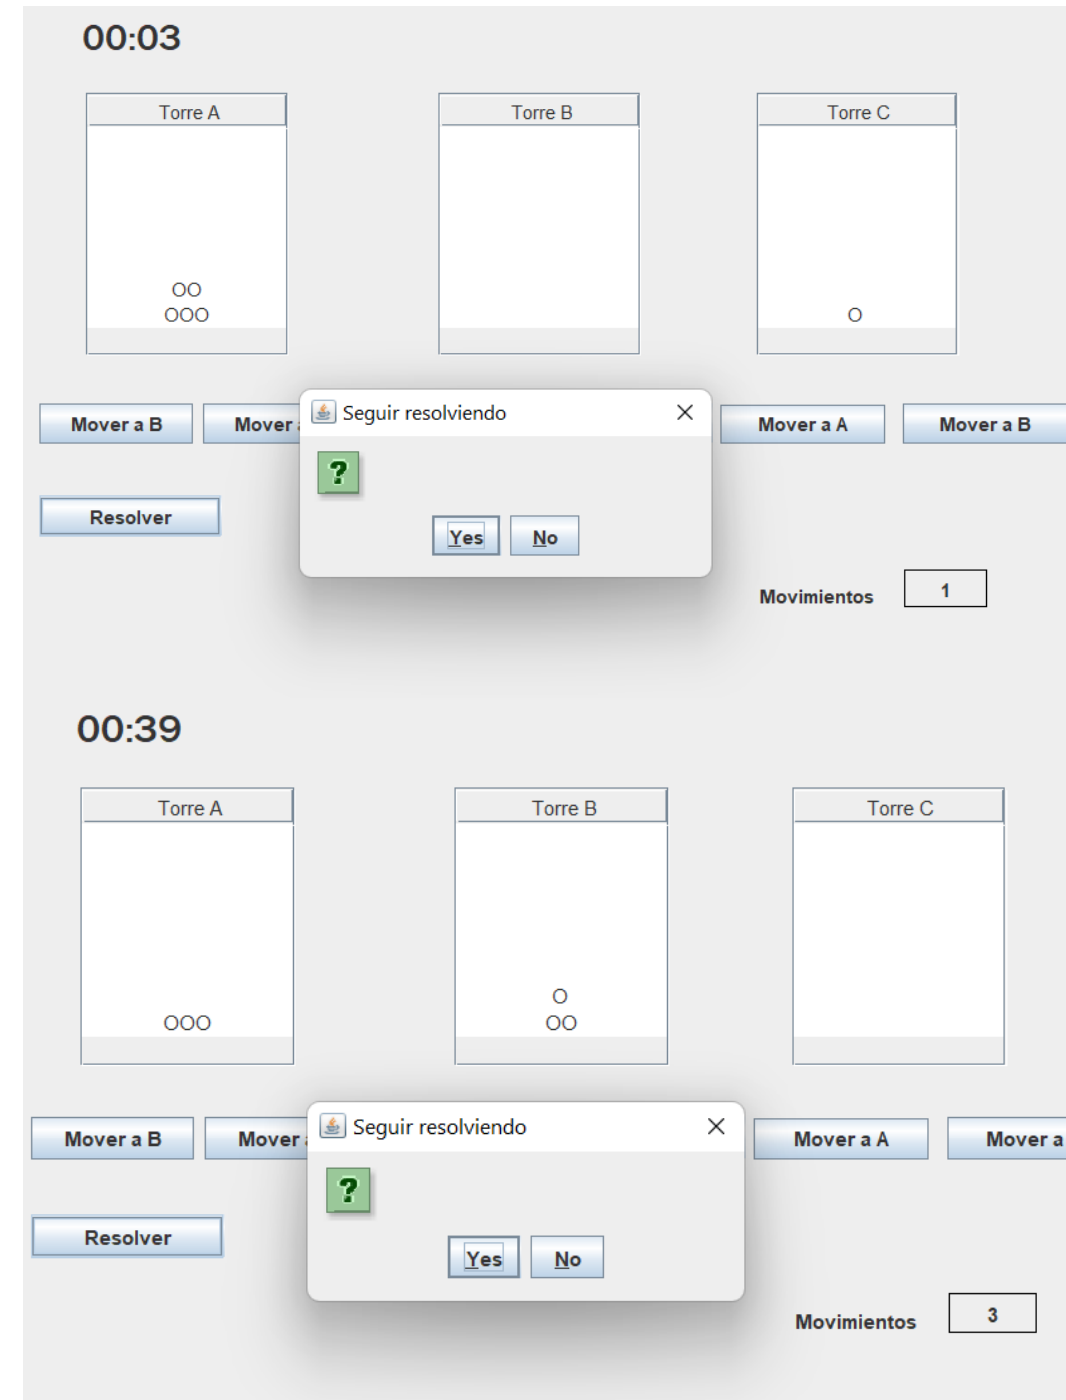 00:03
Torre A Torre B Torre C
OO
OOO O
Seguir resolviendo
Mover a B Mover Mover a A Mover a B
?
Resolver
Yes No
Movimientos 1
00:39
Torre A Torre B Torre C
O
OOO OO
Seguir resolviendo
Mover a B Mover Mover a A Mover a
?
Resolver
Yes No
Movimientos 3